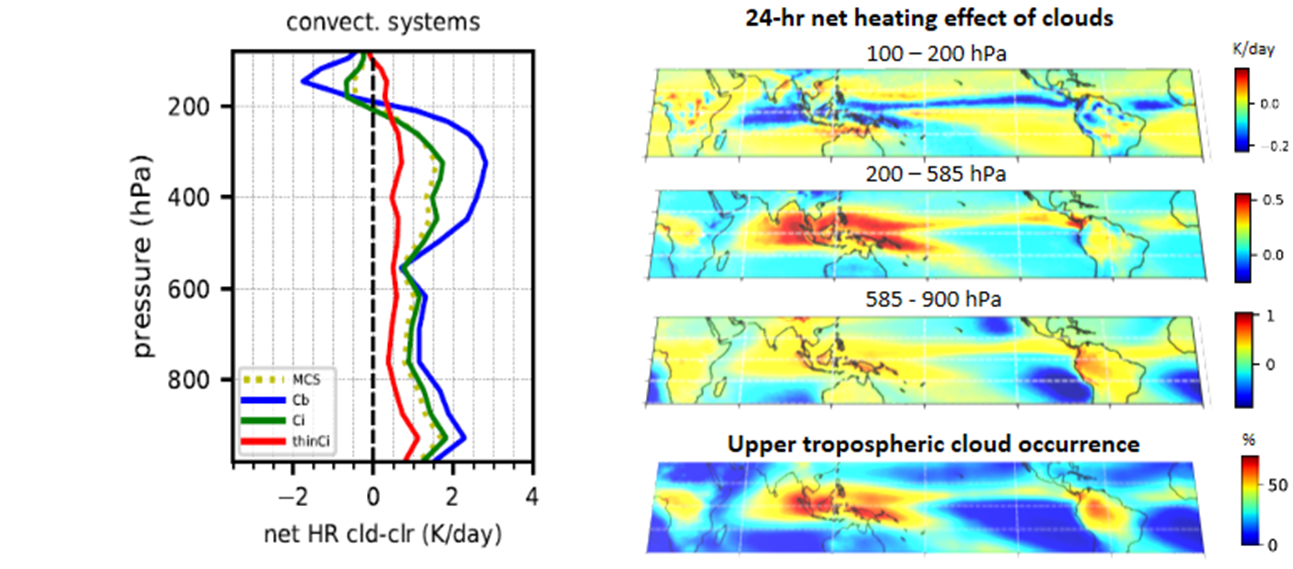 convect. systems
pressure (hPa)
200
400
600
800
MCS
Cb
Ci
thinCi
−2 0 2 4
net HR cld-clr (K/day)
24-hr net heating effect of clouds
100 – 200 hPa
K/day
0.0
−0.2
200 – 585 hPa
0.5
0.0
585 - 900 hPa
1
0
Upper tropospheric cloud occurrence
%
50
0